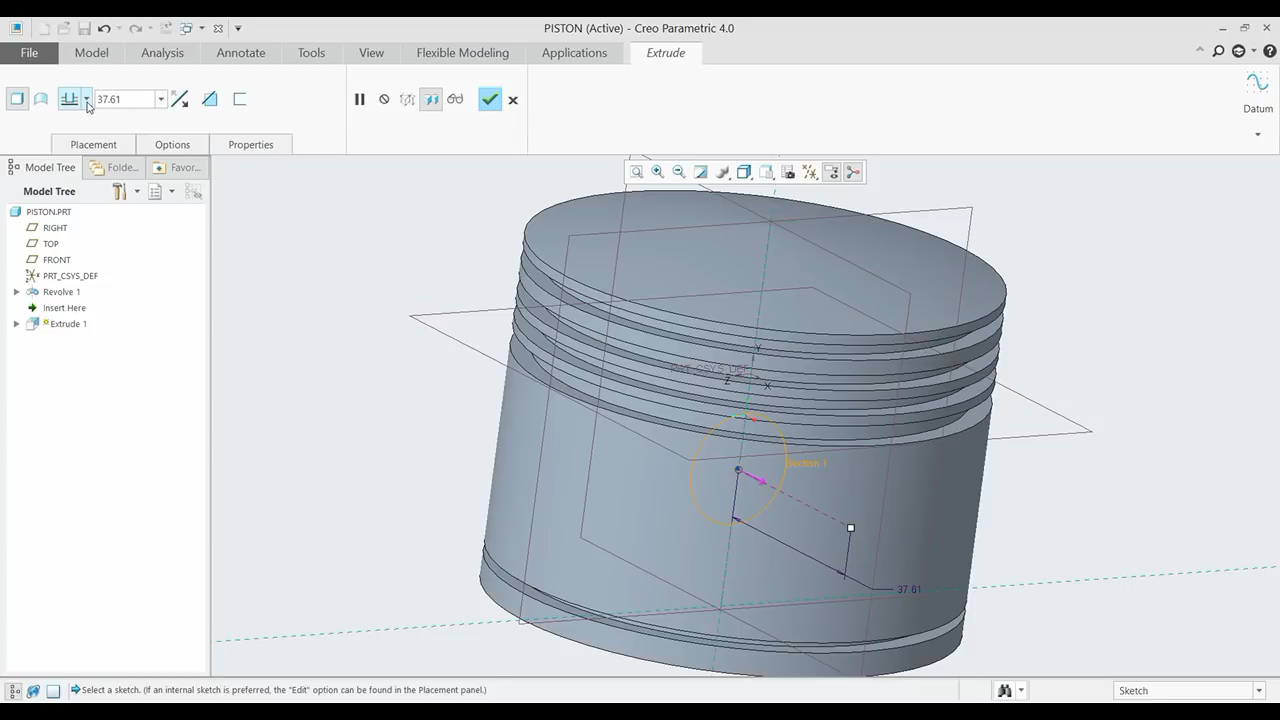 PISTON (Active) - Creo Parametric 4.0
File Model Analysis Annotate Tools View Flexible Modeling Applications Extrude
37.61
Datum
Placement Options Properties
Model Tree Folde... Favor...
Model Tree
PISTON.PRT
RIGHT
TOP
FRONT
PRT_CSYS_DEF
Revolve 1
Insert Here
Extrude 1
Y
PRT_CSYS_DEF
Z
X
Section 1
37.61
Select a sketch. (If an internal sketch is preferred, the "Edit" option can be found in the Placement panel.)
Sketch